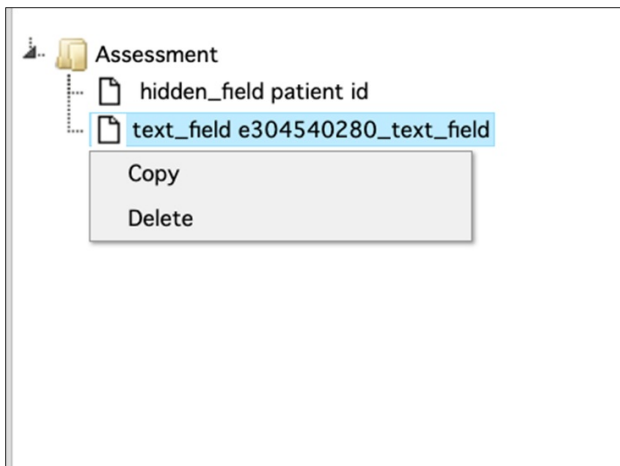 Assessment
hidden_field patient id
text_field e304540280_text_field
Copy
Delete